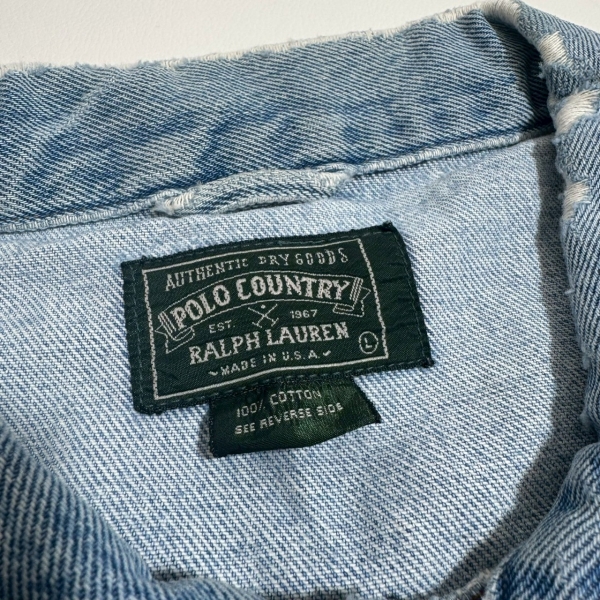 AUTHENTIC DRY GOODS
POLO COUNTRY
EST. 1967
RALPH LAUREN
MADE IN U.S.A. L
100% COTTON
SEE REVERSE SIDE